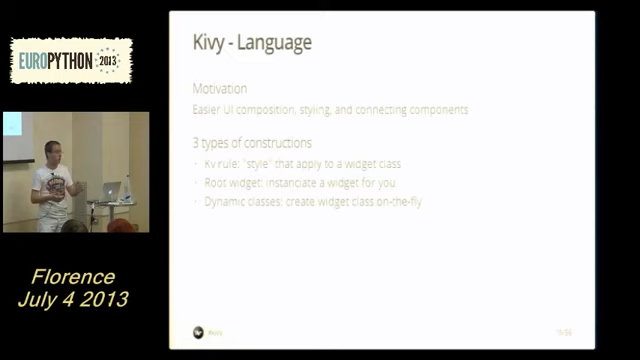 EUROPYTHON 2013
Florence
July 4 2013
Kivy - Language
Motivation
Easier UI composition, styling, and connecting components
3 types of constructions
· Kv rule: "style" that apply to a widget class
· Root widget: instanciate a widget for you
· Dynamic classes: create widget class on-the-fly